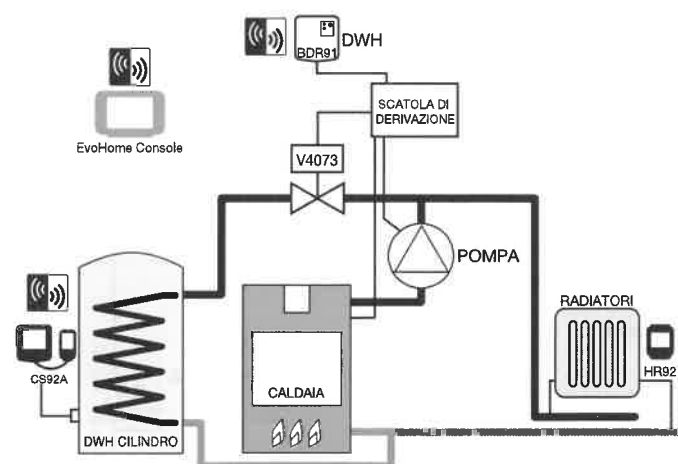 BDR91
DWH
SCATOLA DI
DERIVAZIONE
EvoHome Console
V4073
POMPA
RADIATORI
HR92
CS92A
CALDAIA
DWH CILINDRO